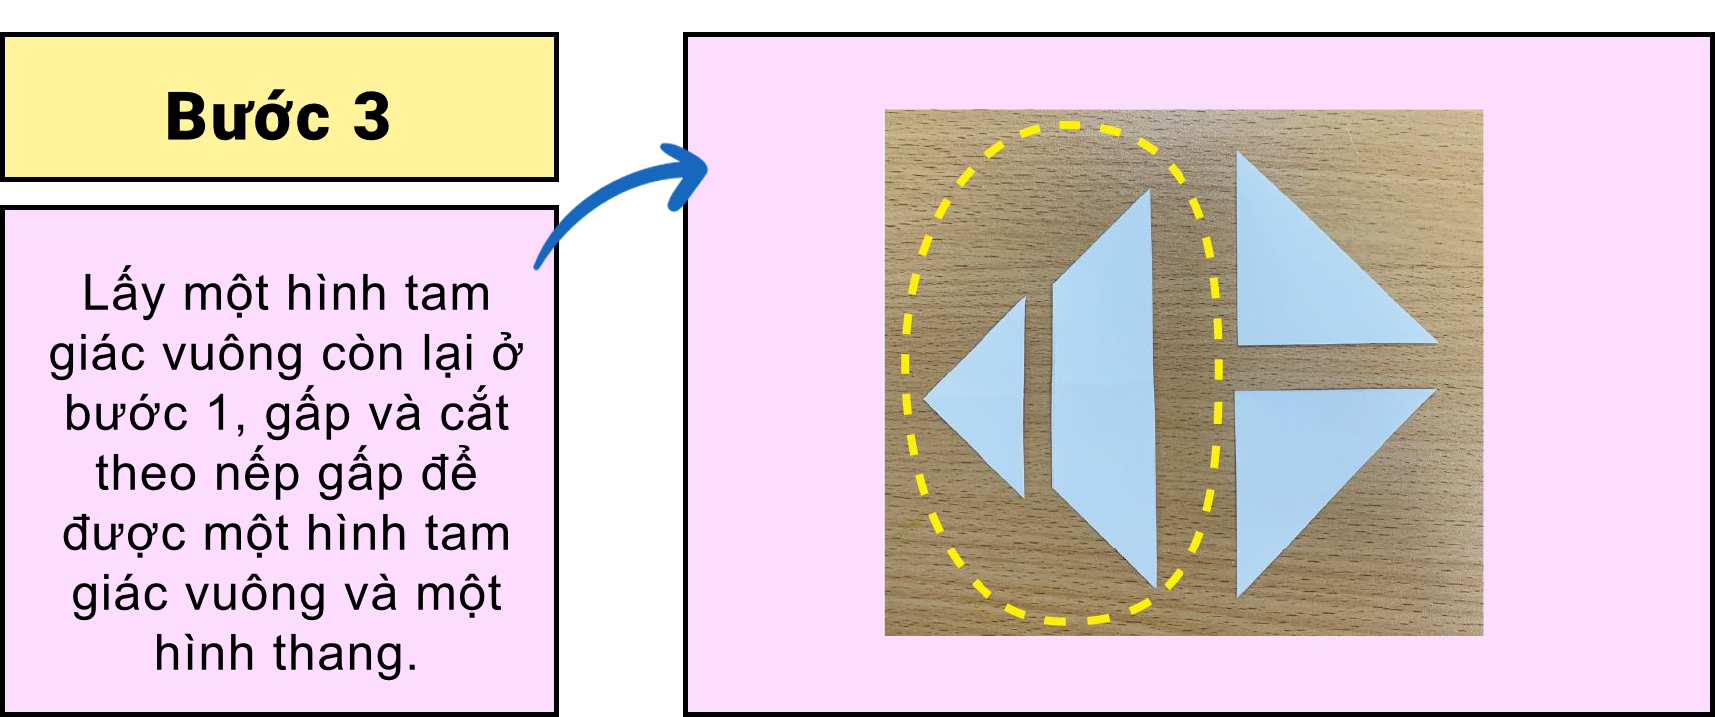 Bước 3
Lấy một hình tam
giác vuông còn lại ở
bước 1, gấp và cắt
theo nếp gấp để
được một hình tam
giác vuông và một
hình thang.